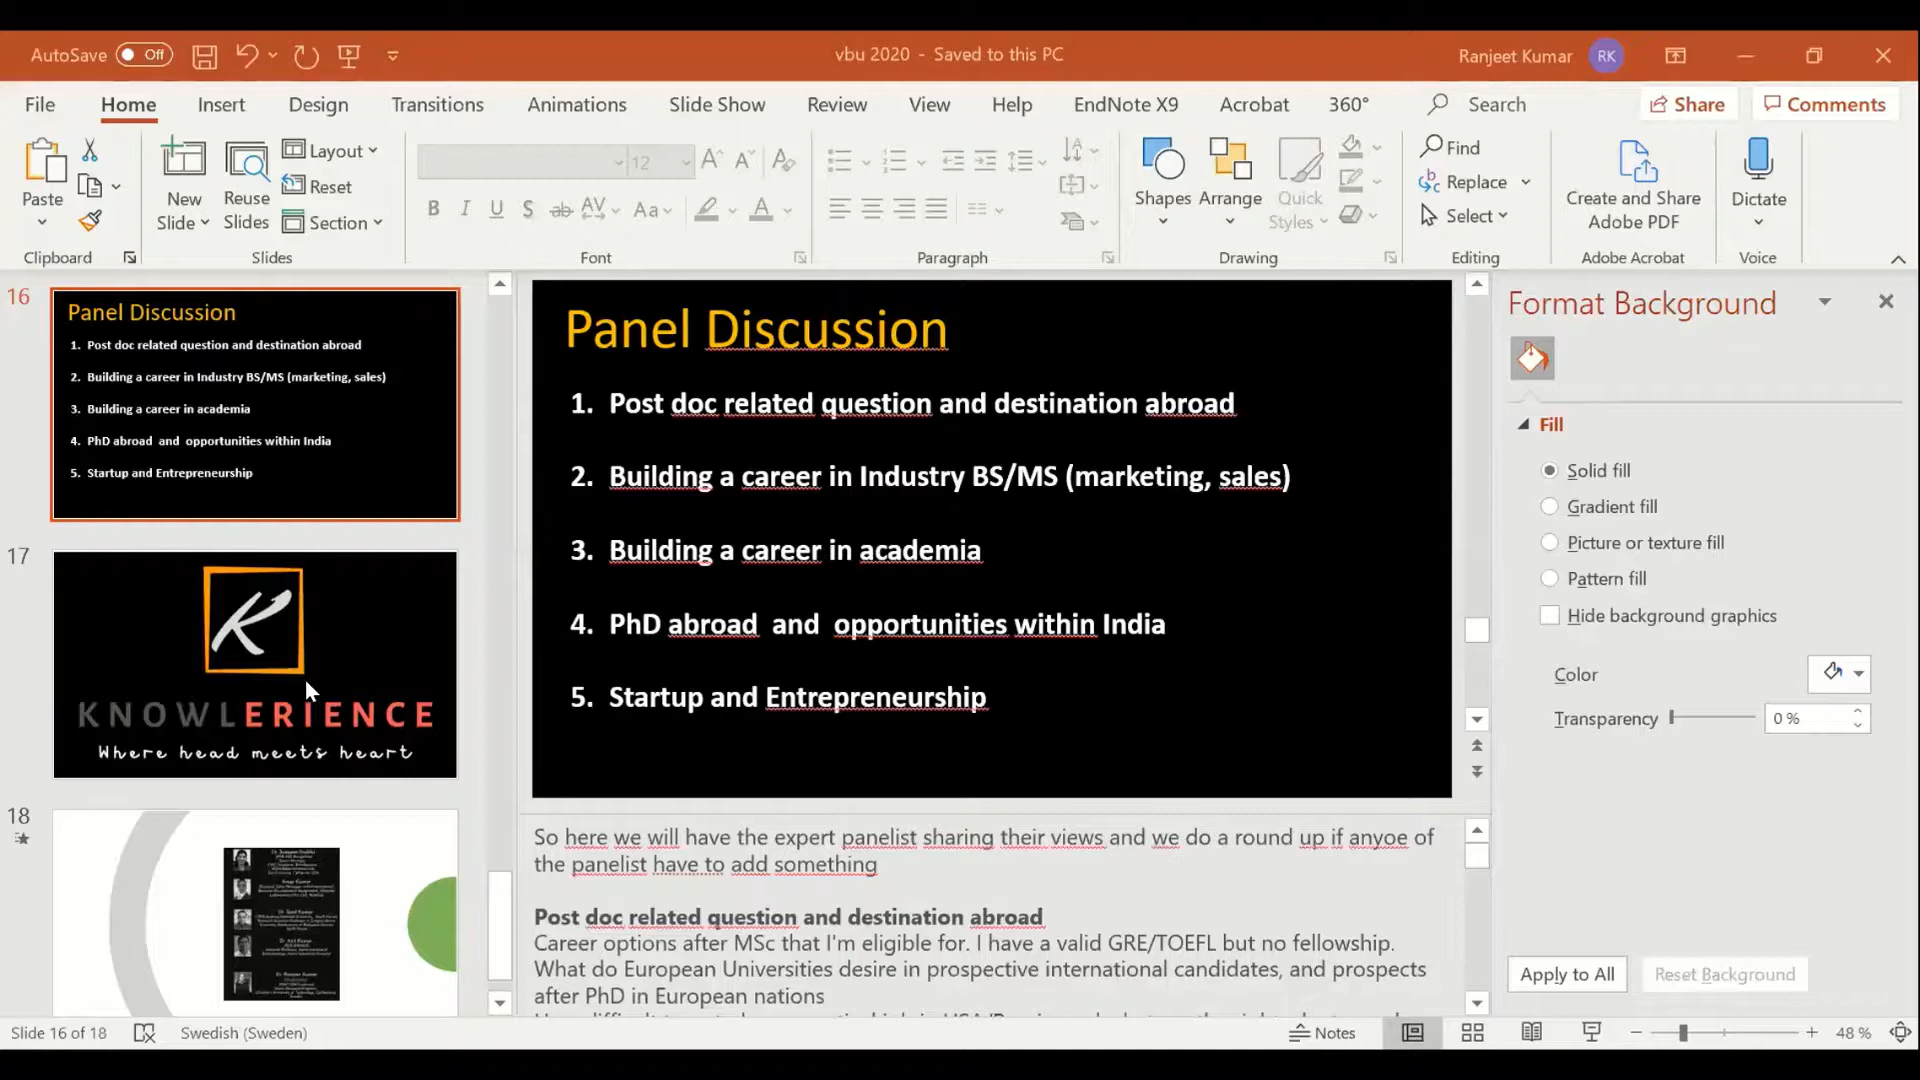 AutoSave Off
vbu 2020 - Saved to this PC
Ranjeet Kumar RK
File Home Insert Design Transitions Animations Slide Show Review View Help EndNote X9 Acrobat 360° Search Share Comments
Paste
New Slide
Reuse Slides
Layout
Reset
Section
12
B I U S ab AV Aa A
Shapes Arrange Quick Styles
Find
Replace
Select
Create and Share Adobe PDF
Dictate
Clipboard Slides Font Paragraph Drawing Editing Adobe Acrobat Voice
16
Panel Discussion
1. Post doc related question and destination abroad
2. Building a career in Industry BS/MS (marketing, sales)
3. Building a career in academia
4. PhD abroad and opportunities within India
5. Startup and Entrepreneurship
17
K
KNOWLERIENCE
Where head meets heart
18
Panel Discussion
1. Post doc related question and destination abroad
2. Building a career in Industry BS/MS (marketing, sales)
3. Building a career in academia
4. PhD abroad and opportunities within India
5. Startup and Entrepreneurship
So here we will have the expert panelist sharing their views and we do a round up if anyoe of
the panelist have to add something
Post doc related question and destination abroad
Career options after MSc that I'm eligible for. I have a valid GRE/TOEFL but no fellowship.
What do European Universities desire in prospective international candidates, and prospects
after PhD in European nations
Format Background
Fill
Solid fill
Gradient fill
Picture or texture fill
Pattern fill
Hide background graphics
Color
Transparency 0 %
Apply to All Reset Background
Slide 16 of 18 Swedish (Sweden) Notes 48 %